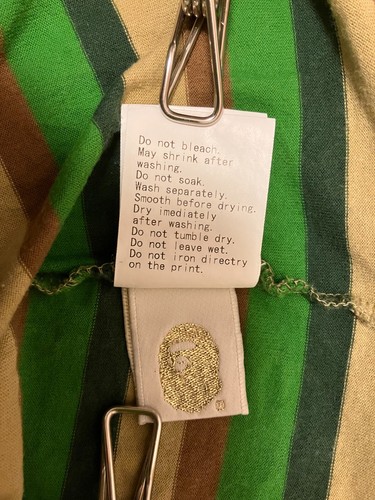 Do not bleach.
May shrink after
washing.
Do not soak.
Wash separately.
Smooth before drying.
Dry imediately
after washing.
Do not tumble dry.
Do not leave wet.
Do not iron directry
on the print.